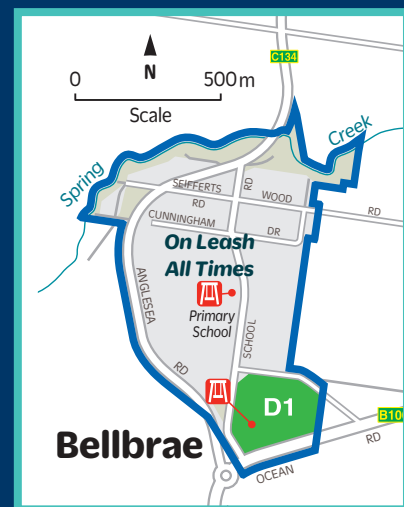 C134
0 500 m
N
Scale
Creek
Spring
SEIFFERTS
RD
RD
WOOD
RD
CUNNINGHAM
DR
On Leash
All Times
ANGLESEA
RD
Primary
School
SCHOOL
D1
B100
RD
Bellbrae
OCEAN